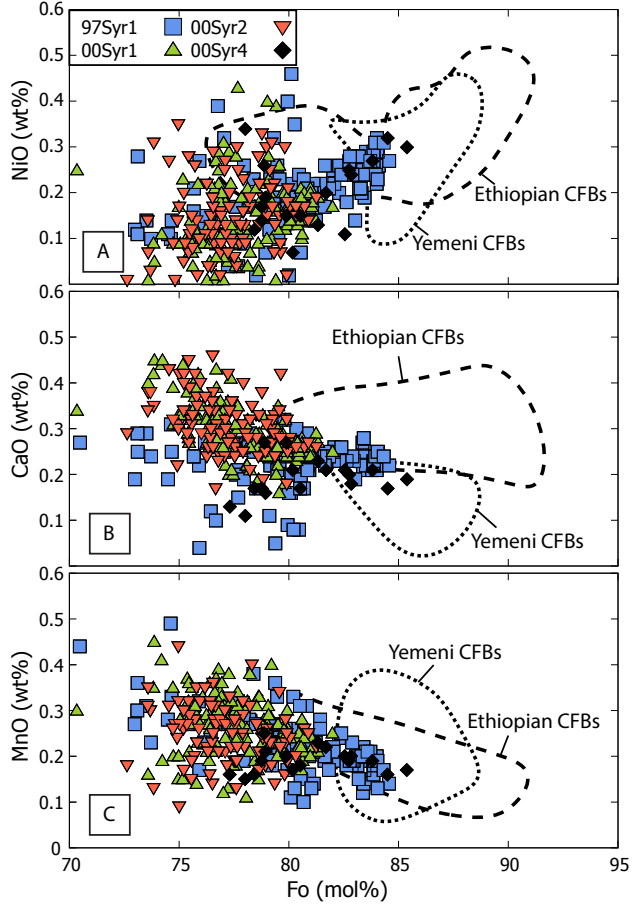 0.6
97Syr1 00Syr2
00Syr1 00Syr4
0.5
0.4
0.3
0.2
0.1
NiO (wt%)
Ethiopian CFBs
Yemeni CFBs
A
0.6
0.5
0.4
0.3
0.2
0.1
CaO (wt%)
Ethiopian CFBs
Yemeni CFBs
B
0.6
0.5
0.4
0.3
0.2
0.1
0
MnO (wt%)
Yemeni CFBs
Ethiopian CFBs
C
70 75 80 85 90 95
Fo (mol%)